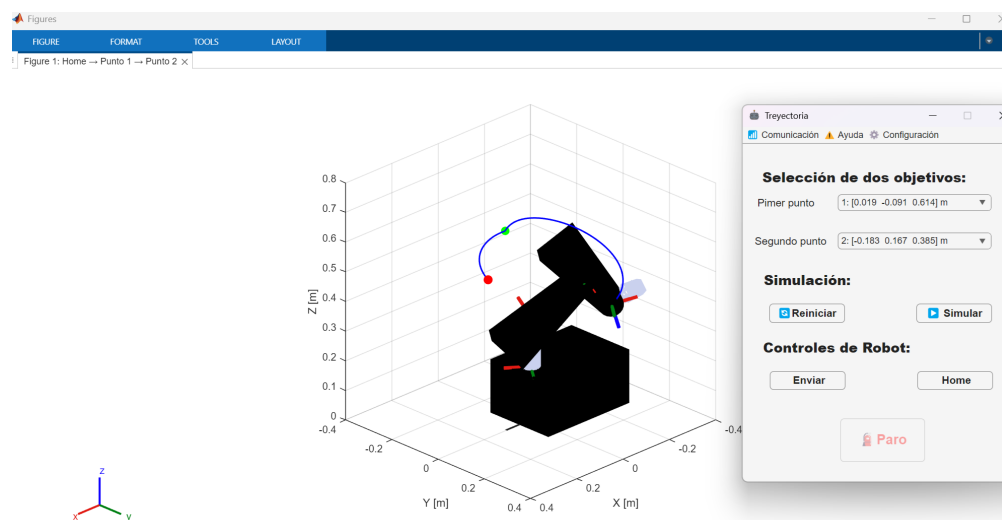 Figures
FIGURE FORMAT TOOLS LAYOUT
Figure 1: Home → Punto 1 → Punto 2 ×
0.8
0.7
0.6
0.5
0.4
0.3
0.2
0.1
0
Z [m]
-0.4
-0.2
0
0.2
0.4
Y [m]
0.4
0.2
0
-0.2
-0.4
X [m]
z
x
y
Treyectoria
Comunicación Ayuda Configuración
Selección de dos objetivos:
Pimer punto 1: [0.019 -0.091 0.614] m
Segundo punto 2: [-0.183 0.167 0.385] m
Simulación:
Reiniciar Simular
Controles de Robot:
Enviar Home
Paro